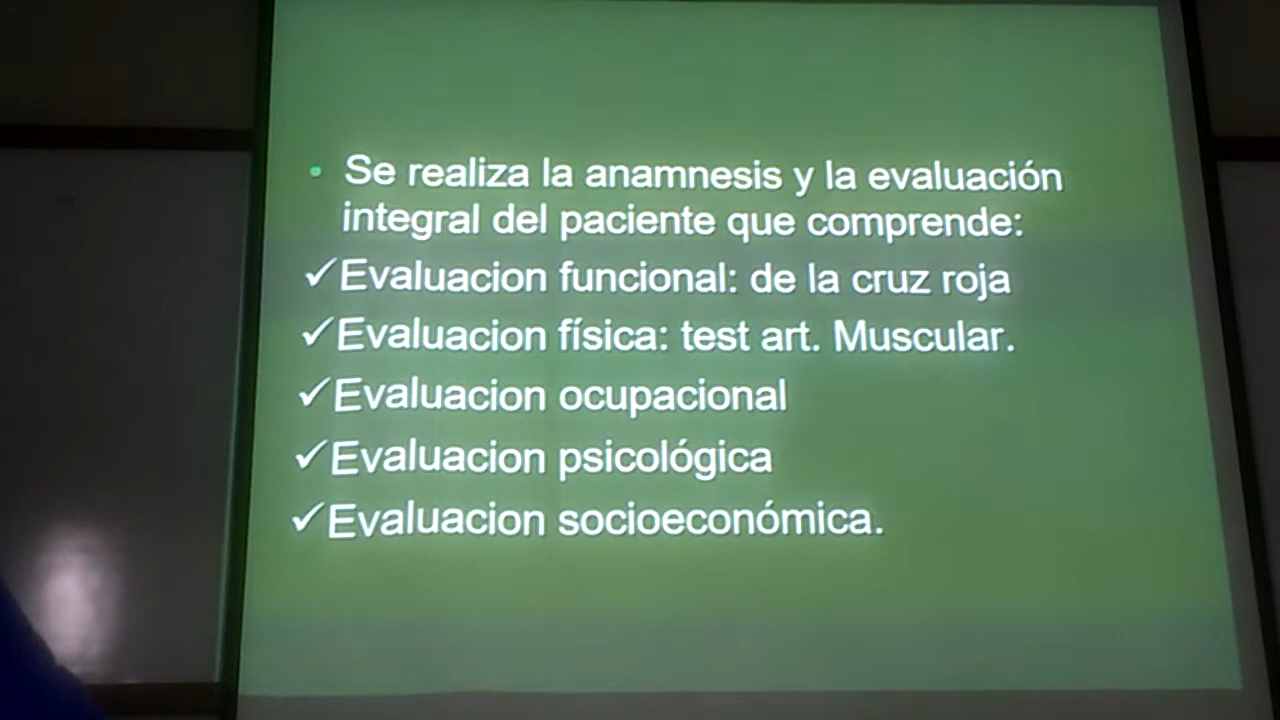 • Se realiza la anamnesis y la evaluación
integral del paciente que comprende:
✓Evaluacion funcional: de la cruz roja
✓Evaluacion física: test art. Muscular.
✓Evaluacion ocupacional
✓Evaluacion psicológica
✓Evaluacion socioeconómica.